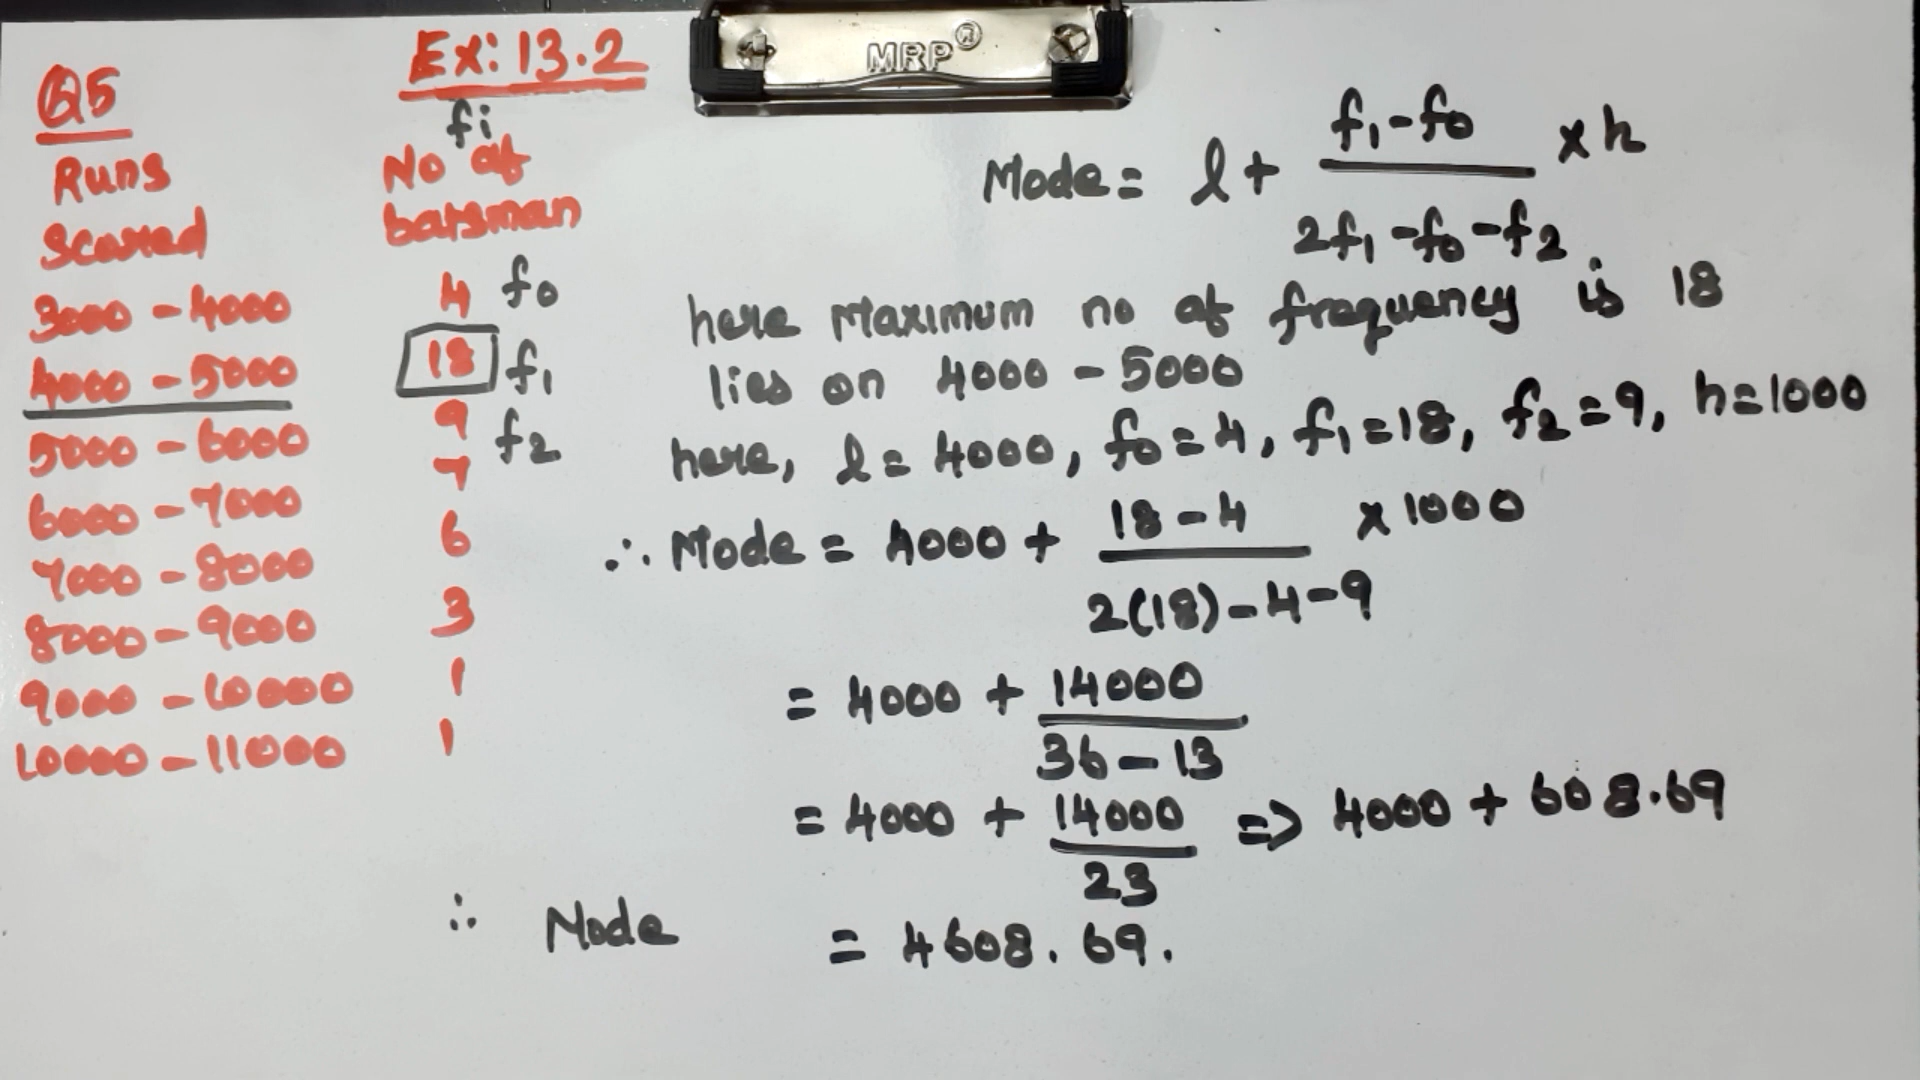 MRP®
Ex: 13.2
Q5
fi
Runs Scored
No of batsman
3000 - 4000 4 f0
4000 - 5000 18 f1
5000 - 6000 9 f2
6000 - 7000 7
7000 - 8000 6
8000 - 9000 3
9000 - 10000 1
10000 - 11000 1
Mode = l + f1 - f0 / 2f1 - f0 - f2 × h
here Maximum no of frequency is 18
lies on 4000 - 5000
here, l = 4000, f0 = 4, f1 = 18, f2 = 9, h = 1000
∴ Mode = 4000 + 18 - 4 / 2(18) - 4 - 9 × 1000
= 4000 + 14000 / 36 - 13
= 4000 + 14000 / 23 => 4000 + 608.69
∴ Mode = 4608.69.